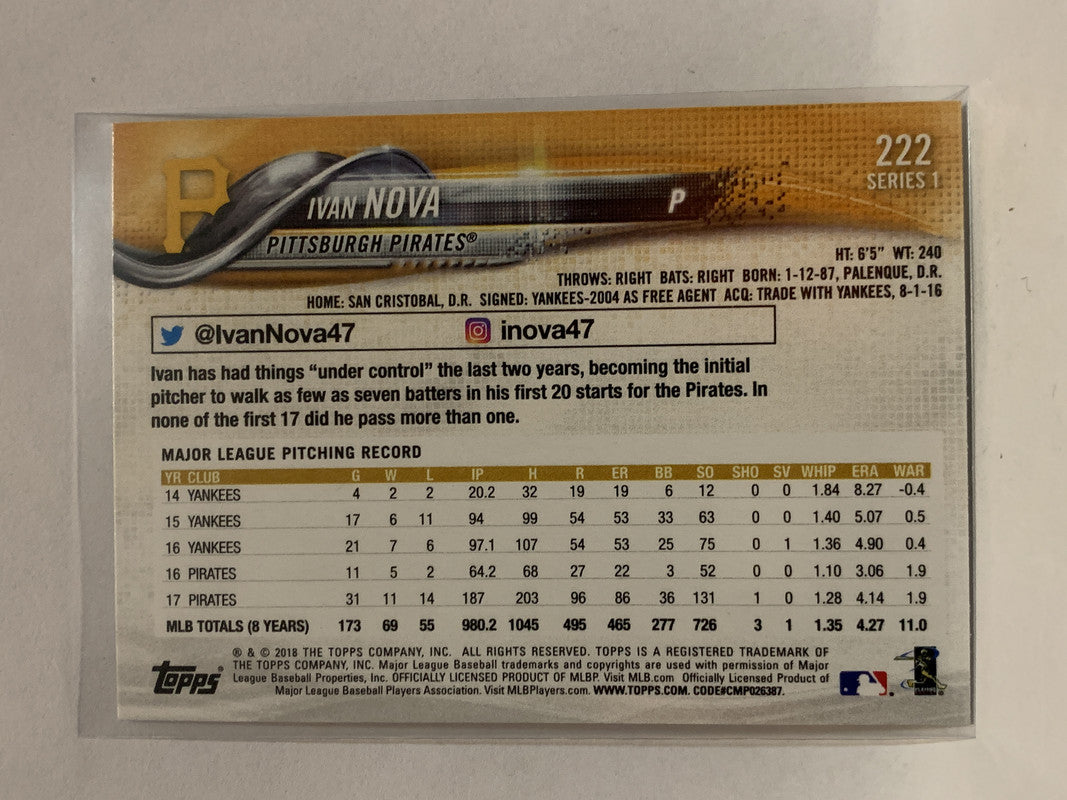 P
222
SERIES 1
IVAN NOVA P
PITTSBURGH PIRATES®
HT: 6'5" WT: 240
THROWS: RIGHT BATS: RIGHT BORN: 1-12-87, PALENQUE, D.R.
HOME: SAN CRISTOBAL, D.R. SIGNED: YANKEES-2004 AS FREE AGENT ACQ: TRADE WITH YANKEES, 8-1-16
@IvanNova47 inova47
Ivan has had things “under control” the last two years, becoming the initial
pitcher to walk as few as seven batters in his first 20 starts for the Pirates. In
none of the first 17 did he pass more than one.
MAJOR LEAGUE PITCHING RECORD
YR CLUB G W L IP H R ER BB SO SHO SV WHIP ERA WAR
14 YANKEES 4 2 2 20.2 32 19 19 6 12 0 0 1.84 8.27 -0.4
15 YANKEES 17 6 11 94 99 54 53 33 63 0 0 1.40 5.07 0.5
16 YANKEES 21 7 6 97.1 107 54 53 25 75 0 1 1.36 4.90 0.4
16 PIRATES 11 5 2 64.2 68 27 22 3 52 0 0 1.10 3.06 1.9
17 PIRATES 31 11 14 187 203 96 86 36 131 1 0 1.28 4.14 1.9
MLB TOTALS (8 YEARS) 173 69 55 980.2 1045 495 465 277 726 3 1 1.35 4.27 11.0
® & © 2018 THE TOPPS COMPANY, INC. ALL RIGHTS RESERVED. TOPPS IS A REGISTERED TRADEMARK OF
THE TOPPS COMPANY, INC. Major League Baseball trademarks and copyrights are used with permission of Major
League Baseball Properties, Inc. OFFICIALLY LICENSED PRODUCT OF MLBP. Visit MLB.com Officially Licensed Product of
Major League Baseball Players Association. Visit MLBPlayers.com. WWW.TOPPS.COM. CODE#CMP026387.
Topps®